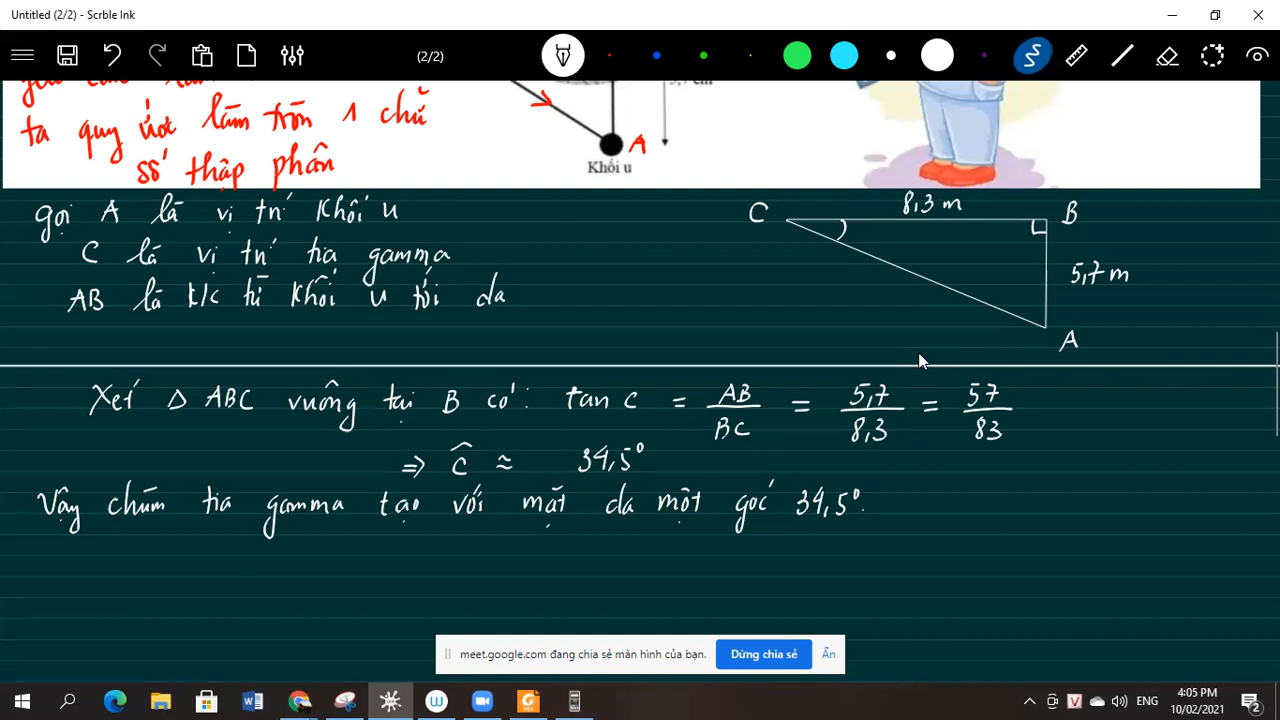 Untitled (2/2) - Scrble Ink
(2/2)
ta quy ước làm tròn 1 chữ
số thập phân
A
Khối u
gọi A là vị trí khối u
C là vị trí tia gamma
AB là k/c từ khối u tới da
C 8,3 m B
5,7 m
A
Xét Δ ABC vuông tại B có: tan C = AB/BC = 5,7/8,3 = 57/83
⇒ Ĉ ≈ 34,5°
Vậy chùm tia gamma tạo với mặt da một góc 34,5°.
meet.google.com đang chia sẻ màn hình của bạn. Dừng chia sẻ Ẩn
ENG
4:05 PM
10/02/2021
2